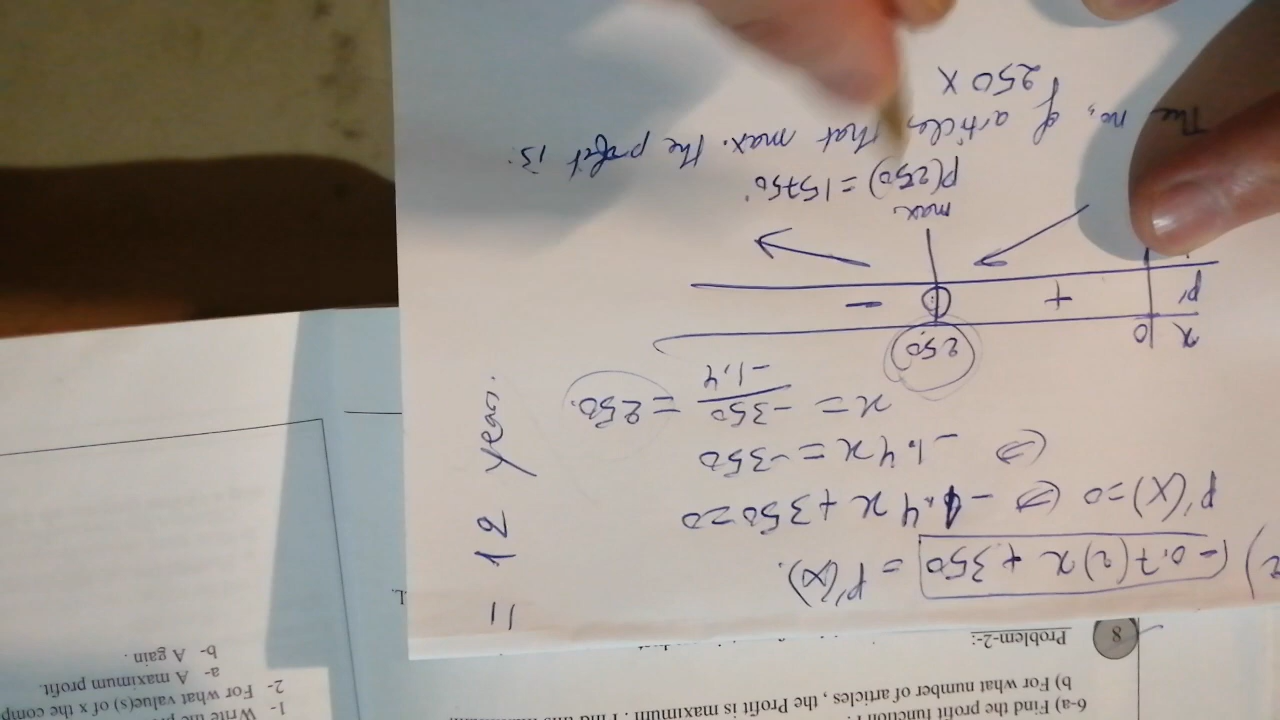 6-a) Find the profit function
b) For what number of articles, the Profit is maximum.
8 Problem-2-:
1- Write the
2- For what value(s) of x the comp
a- A maximum profit.
b- A gain.
2) (-0.7(2)x + 350 = P'(x).
P'(x)=0 ⇔ -1.4x+350=0
⇔ -1.4x=-350
x = -350/-1.4 = 250.
x 0 250
P' + 0 -
max
P(250) = 15750
The no. of articles that max. the profit is
250 x
= 12 years.